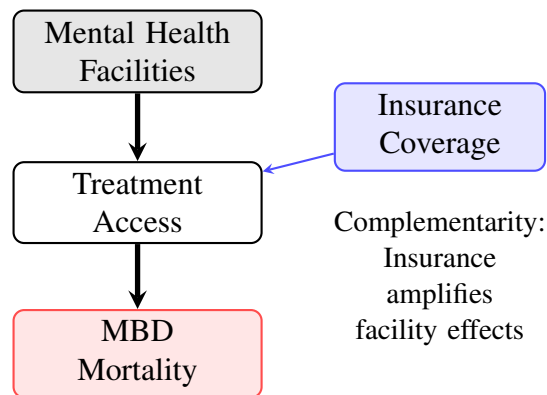 Mental Health
Facilities
Insurance
Coverage
Treatment
Access
Complementarity:
Insurance
amplifies
facility effects
MBD
Mortality